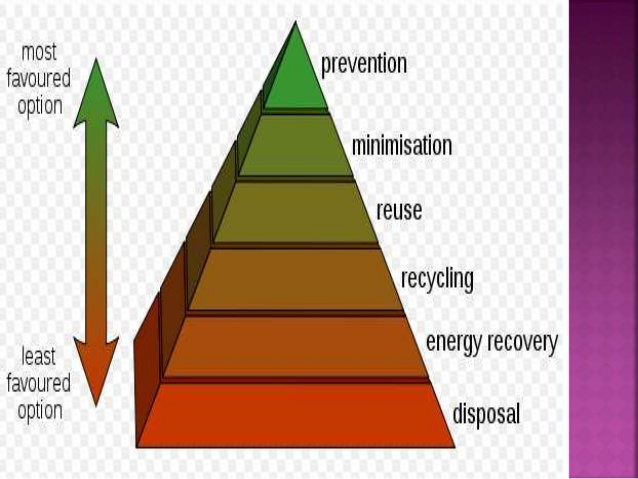 most
favoured
option
prevention
minimisation
reuse
recycling
energy recovery
disposal
least
favoured
option